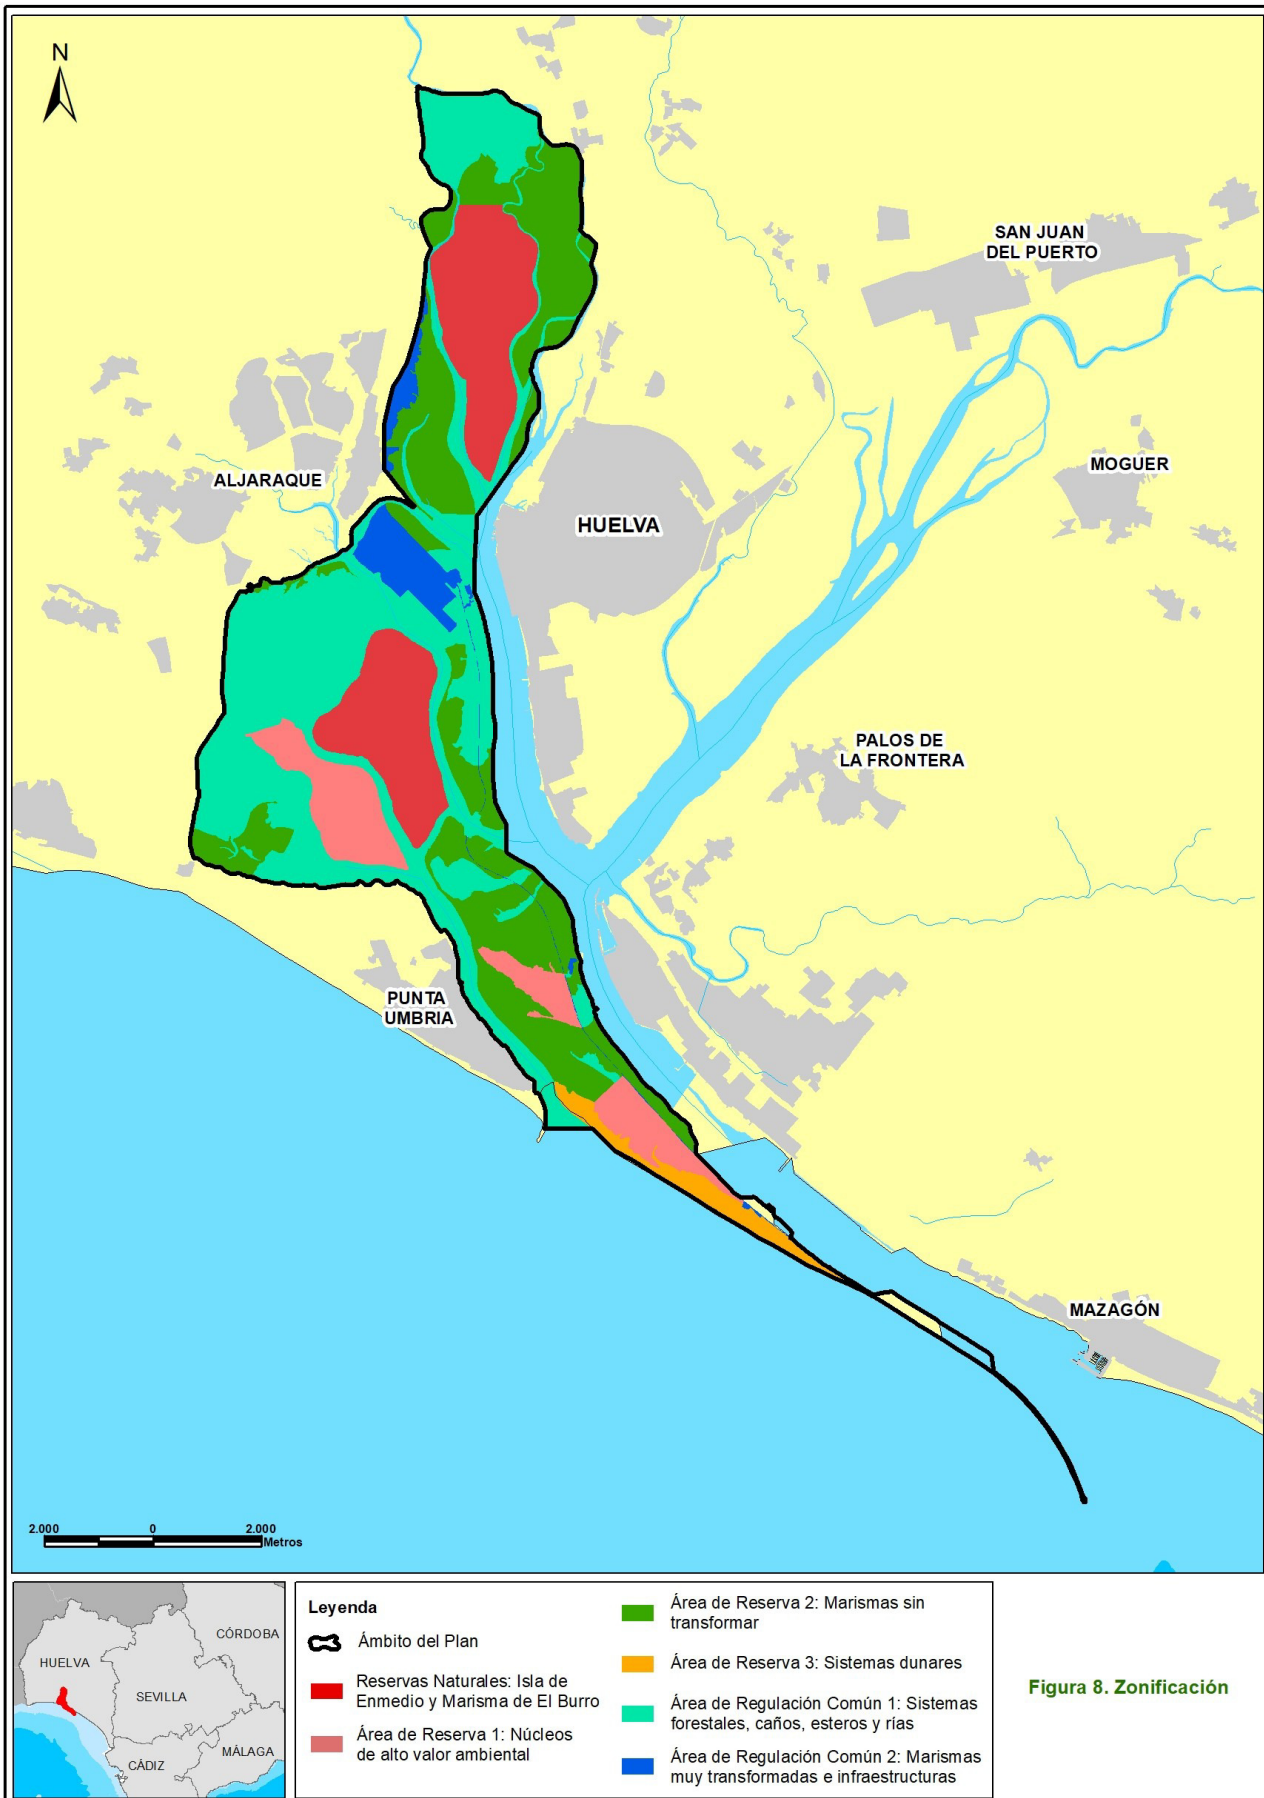 N
SAN JUAN
DEL PUERTO
ALJARAQUE
MOGUER
HUELVA
PALOS DE
LA FRONTERA
PUNTA
UMBRIA
MAZAGÓN
2.000 0 2.000
Metros
CÓRDOBA
HUELVA
SEVILLA
MÁLAGA
CÁDIZ
Leyenda
Ámbito del Plan
Reservas Naturales: Isla de
Enmedio y Marisma de El Burro
Área de Reserva 1: Núcleos
de alto valor ambiental
Área de Reserva 2: Marismas sin
transformar
Área de Reserva 3: Sistemas dunares
Área de Regulación Común 1: Sistemas
forestales, caños, esteros y rías
Área de Regulación Común 2: Marismas
muy transformadas e infraestructuras
Figura 8. Zonificación